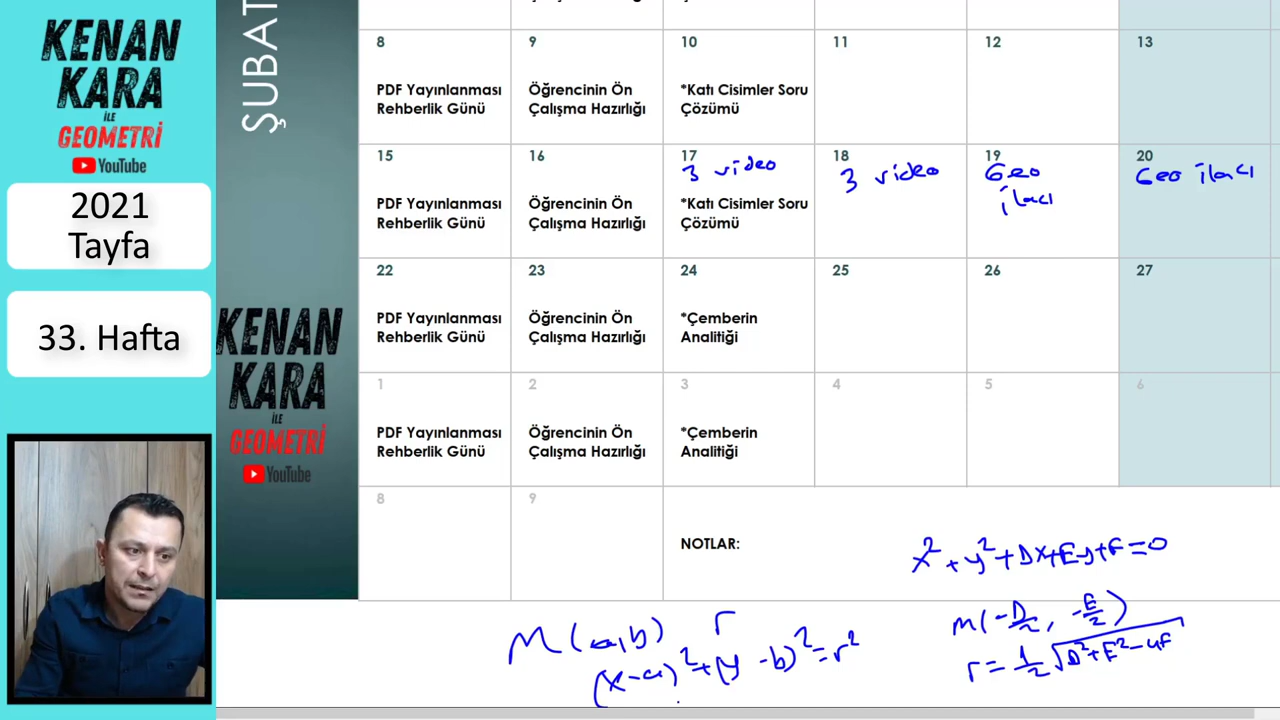 KENAN
KARA
İLE
GEOMETRİ
YouTube
2021
Tayfa
33. Hafta
ŞUBAT
KENAN
KARA
İLE
GEOMETRİ
YouTube
8
9
10
11
12
13
PDF Yayınlanması
Rehberlik Günü
Öğrencinin Ön
Çalışma Hazırlığı
*Katı Cisimler Soru
Çözümü
15
16
17
18
19
20
3 video
3 video
Geo
ilacı
Geo ilacı
PDF Yayınlanması
Rehberlik Günü
Öğrencinin Ön
Çalışma Hazırlığı
*Katı Cisimler Soru
Çözümü
22
23
24
25
26
27
PDF Yayınlanması
Rehberlik Günü
Öğrencinin Ön
Çalışma Hazırlığı
*Çemberin
Analitiği
1
2
3
4
5
6
PDF Yayınlanması
Rehberlik Günü
Öğrencinin Ön
Çalışma Hazırlığı
*Çemberin
Analitiği
8
9
NOTLAR:
x²+y²+Dx+Ey+F=0
M(-D/2, -E/2)
r=1/2√D²+E²-4F
M(a,b) r
(x-a)²+(y-b)²=r²